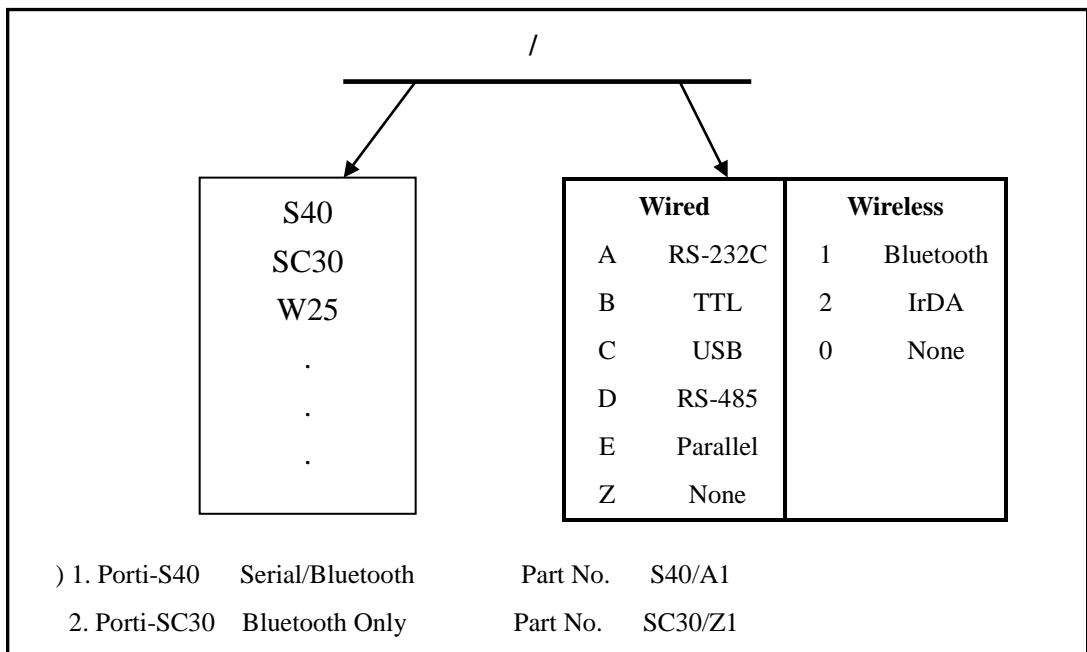 /
S40
SC30
W25
.
.
.
Wired Wireless
A RS-232C 1 Bluetooth
B TTL 2 IrDA
C USB 0 None
D RS-485
E Parallel
Z None
) 1. Porti-S40 Serial/Bluetooth Part No. S40/A1
2. Porti-SC30 Bluetooth Only Part No. SC30/Z1